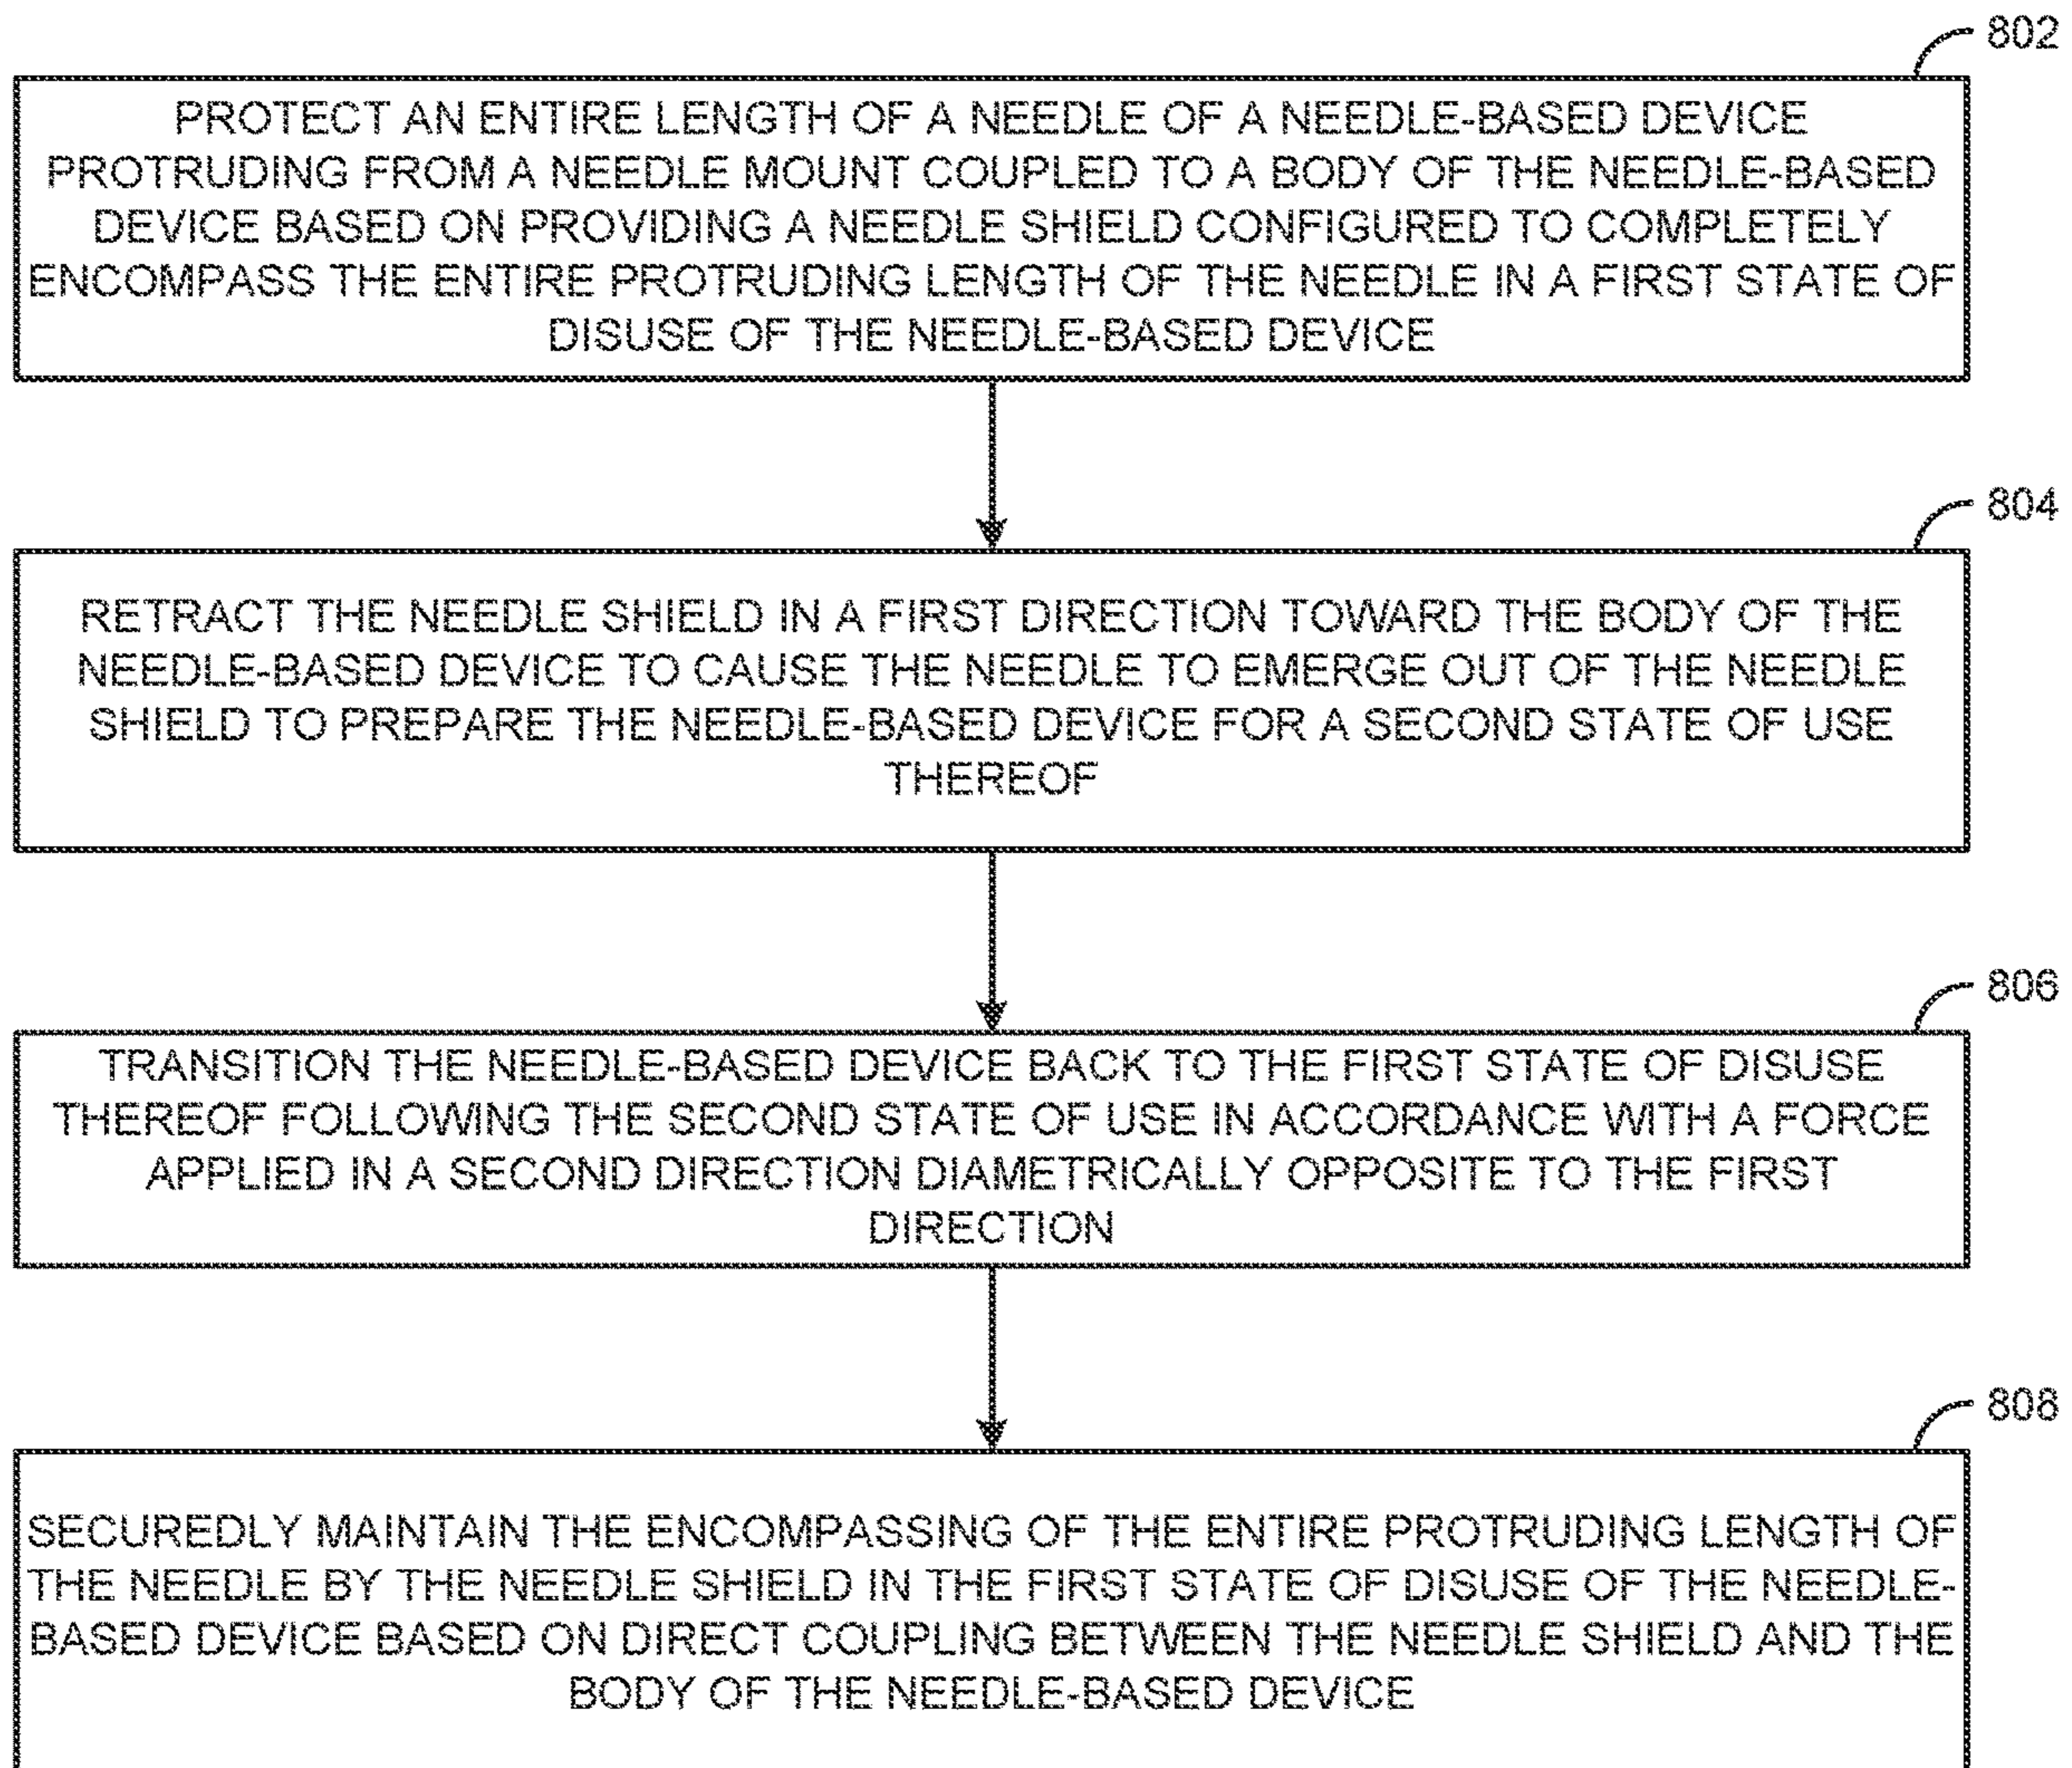 802
PROTECT AN ENTIRE LENGTH OF A NEEDLE OF A NEEDLE-BASED DEVICE
PROTRUDING FROM A NEEDLE MOUNT COUPLED TO A BODY OF THE NEEDLE-BASED
DEVICE BASED ON PROVIDING A NEEDLE SHIELD CONFIGURED TO COMPLETELY
ENCOMPASS THE ENTIRE PROTRUDING LENGTH OF THE NEEDLE IN A FIRST STATE OF
DISUSE OF THE NEEDLE-BASED DEVICE
804
RETRACT THE NEEDLE SHIELD IN A FIRST DIRECTION TOWARD THE BODY OF THE
NEEDLE-BASED DEVICE TO CAUSE THE NEEDLE TO EMERGE OUT OF THE NEEDLE
SHIELD TO PREPARE THE NEEDLE-BASED DEVICE FOR A SECOND STATE OF USE
THEREOF
806
TRANSITION THE NEEDLE-BASED DEVICE BACK TO THE FIRST STATE OF DISUSE
THEREOF FOLLOWING THE SECOND STATE OF USE IN ACCORDANCE WITH A FORCE
APPLIED IN A SECOND DIRECTION DIAMETRICALLY OPPOSITE TO THE FIRST
DIRECTION
808
SECUREDLY MAINTAIN THE ENCOMPASSING OF THE ENTIRE PROTRUDING LENGTH OF
THE NEEDLE BY THE NEEDLE SHIELD IN THE FIRST STATE OF DISUSE OF THE NEEDLE-
BASED DEVICE BASED ON DIRECT COUPLING BETWEEN THE NEEDLE SHIELD AND THE
BODY OF THE NEEDLE-BASED DEVICE